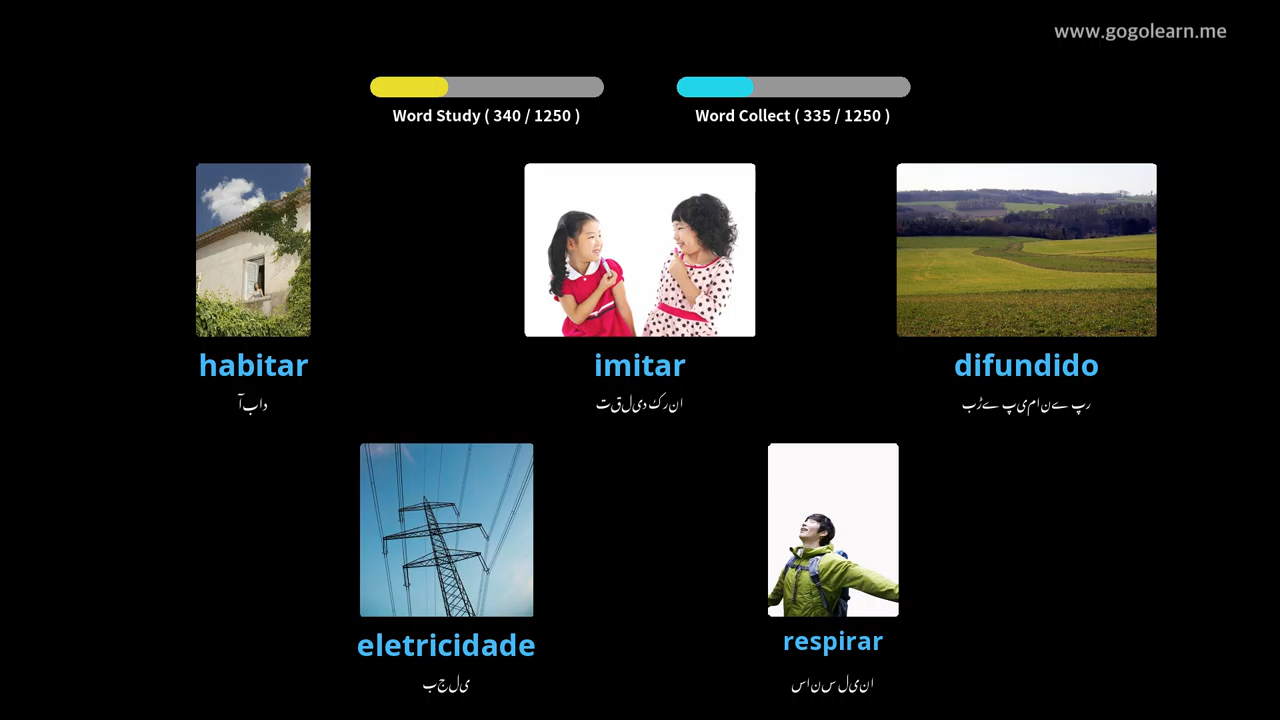 www.gogolearn.me
Word Study ( 340 / 1250 )
Word Collect ( 335 / 1250 )
habitar
imitar
difundido
آباد
تقلید کرنا
بڑے پیمانے پر
eletricidade
respirar
بجلی
سانس لینا